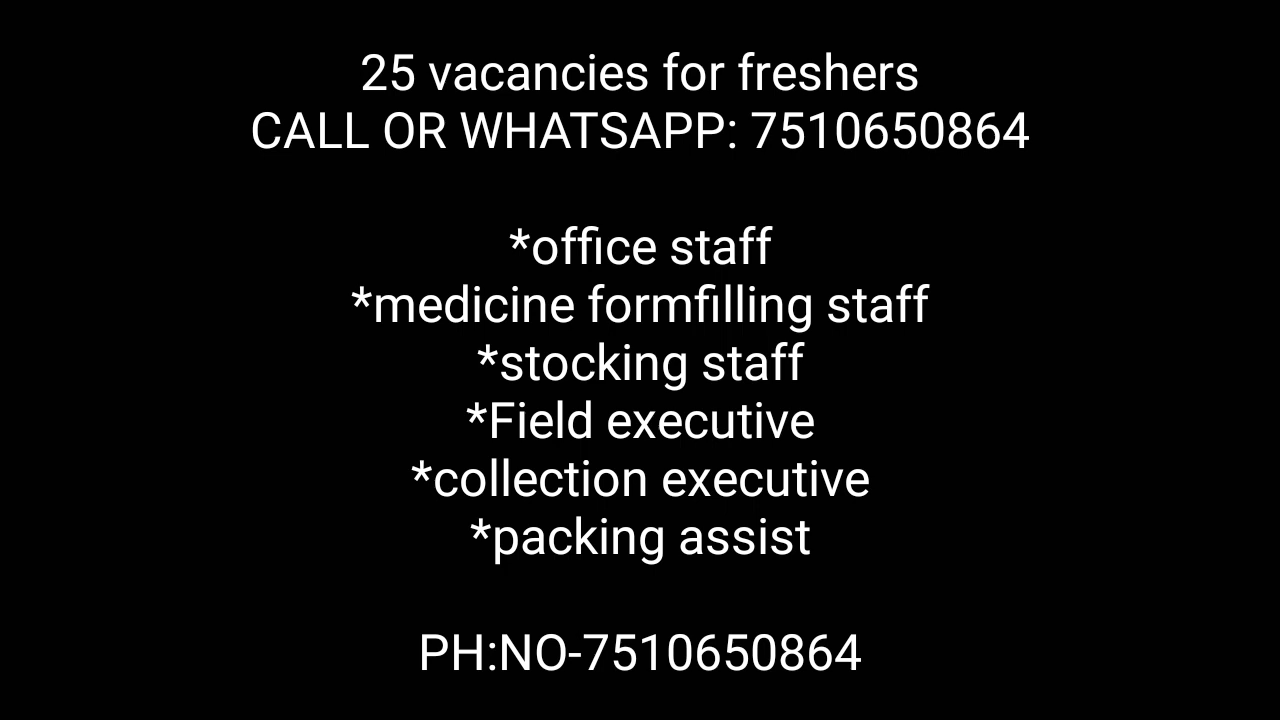 25 vacancies for freshers
CALL OR WHATSAPP: 7510650864
*office staff
*medicine formfilling staff
*stocking staff
*Field executive
*collection executive
*packing assist
PH:NO-7510650864